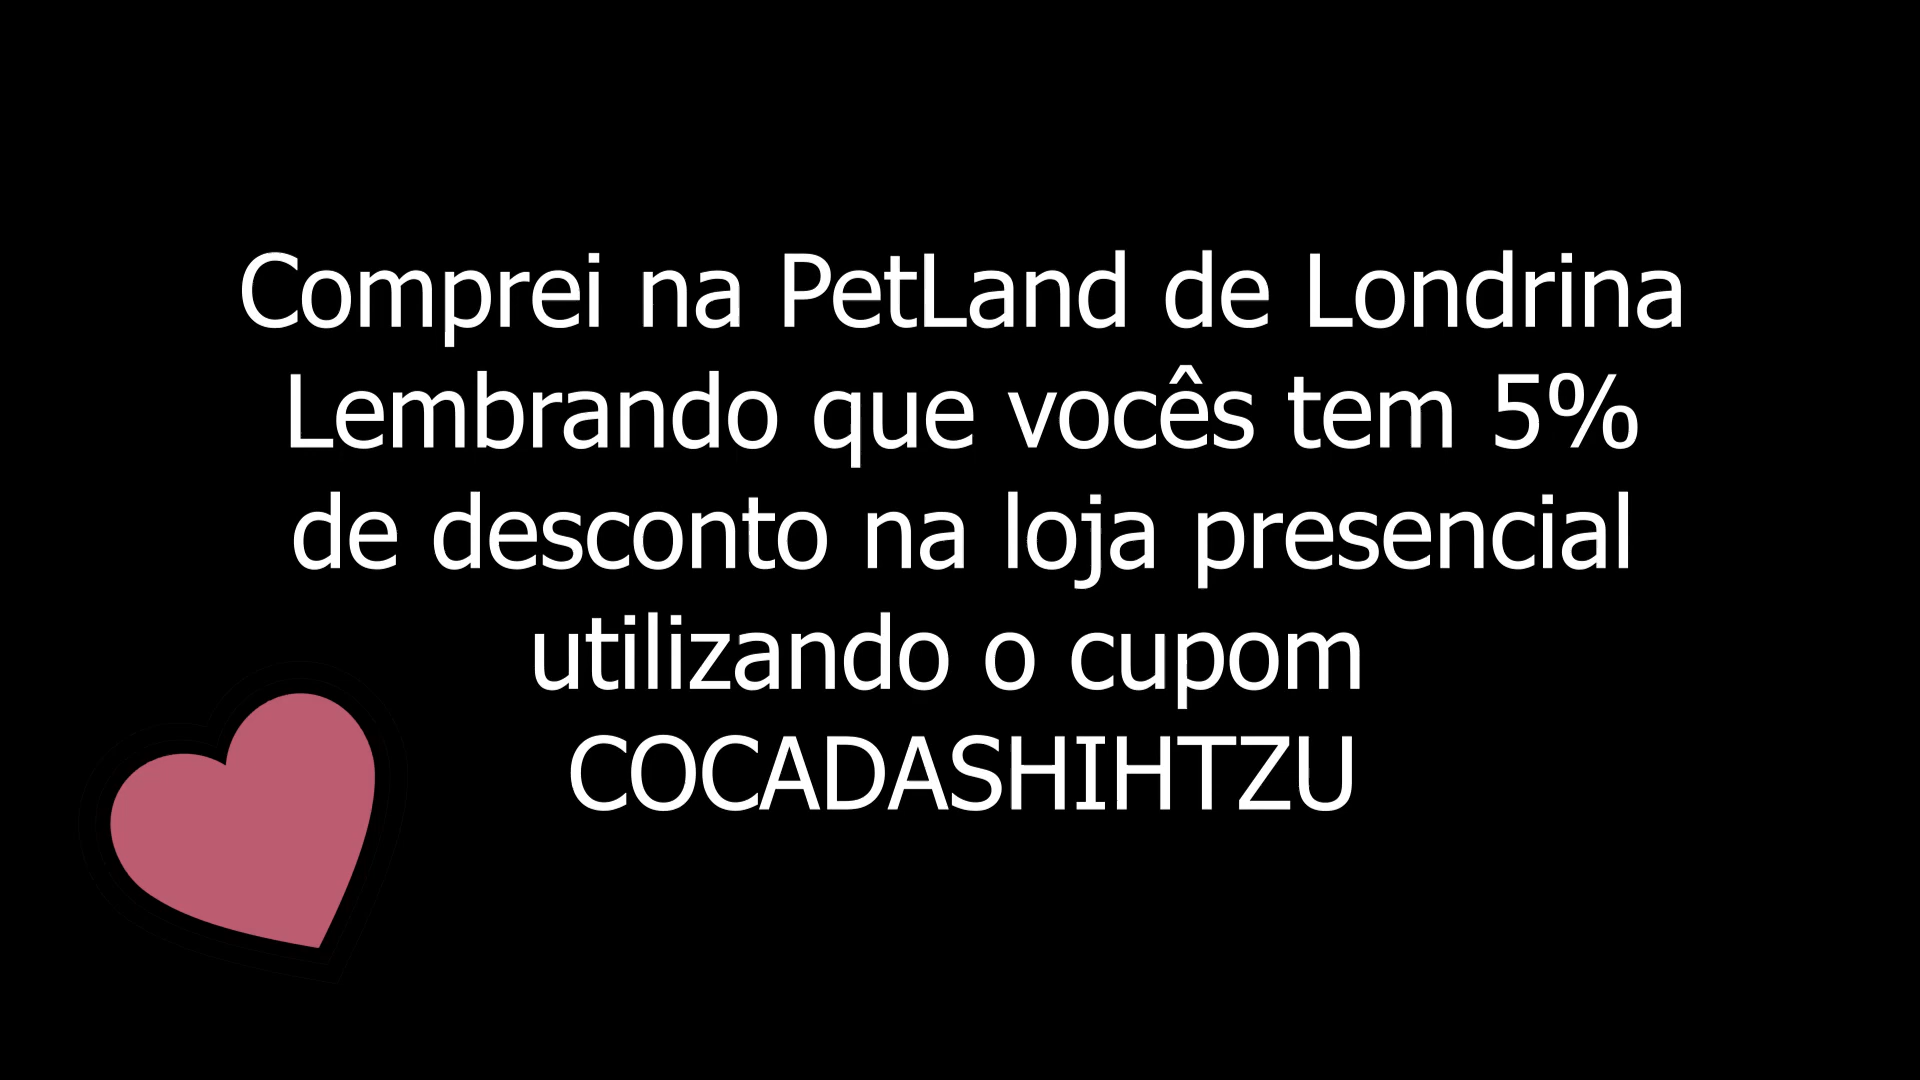 Comprei na PetLand de Londrina
Lembrando que vocês tem 5%
de desconto na loja presencial
utilizando o cupom
COCADASHIHTZU